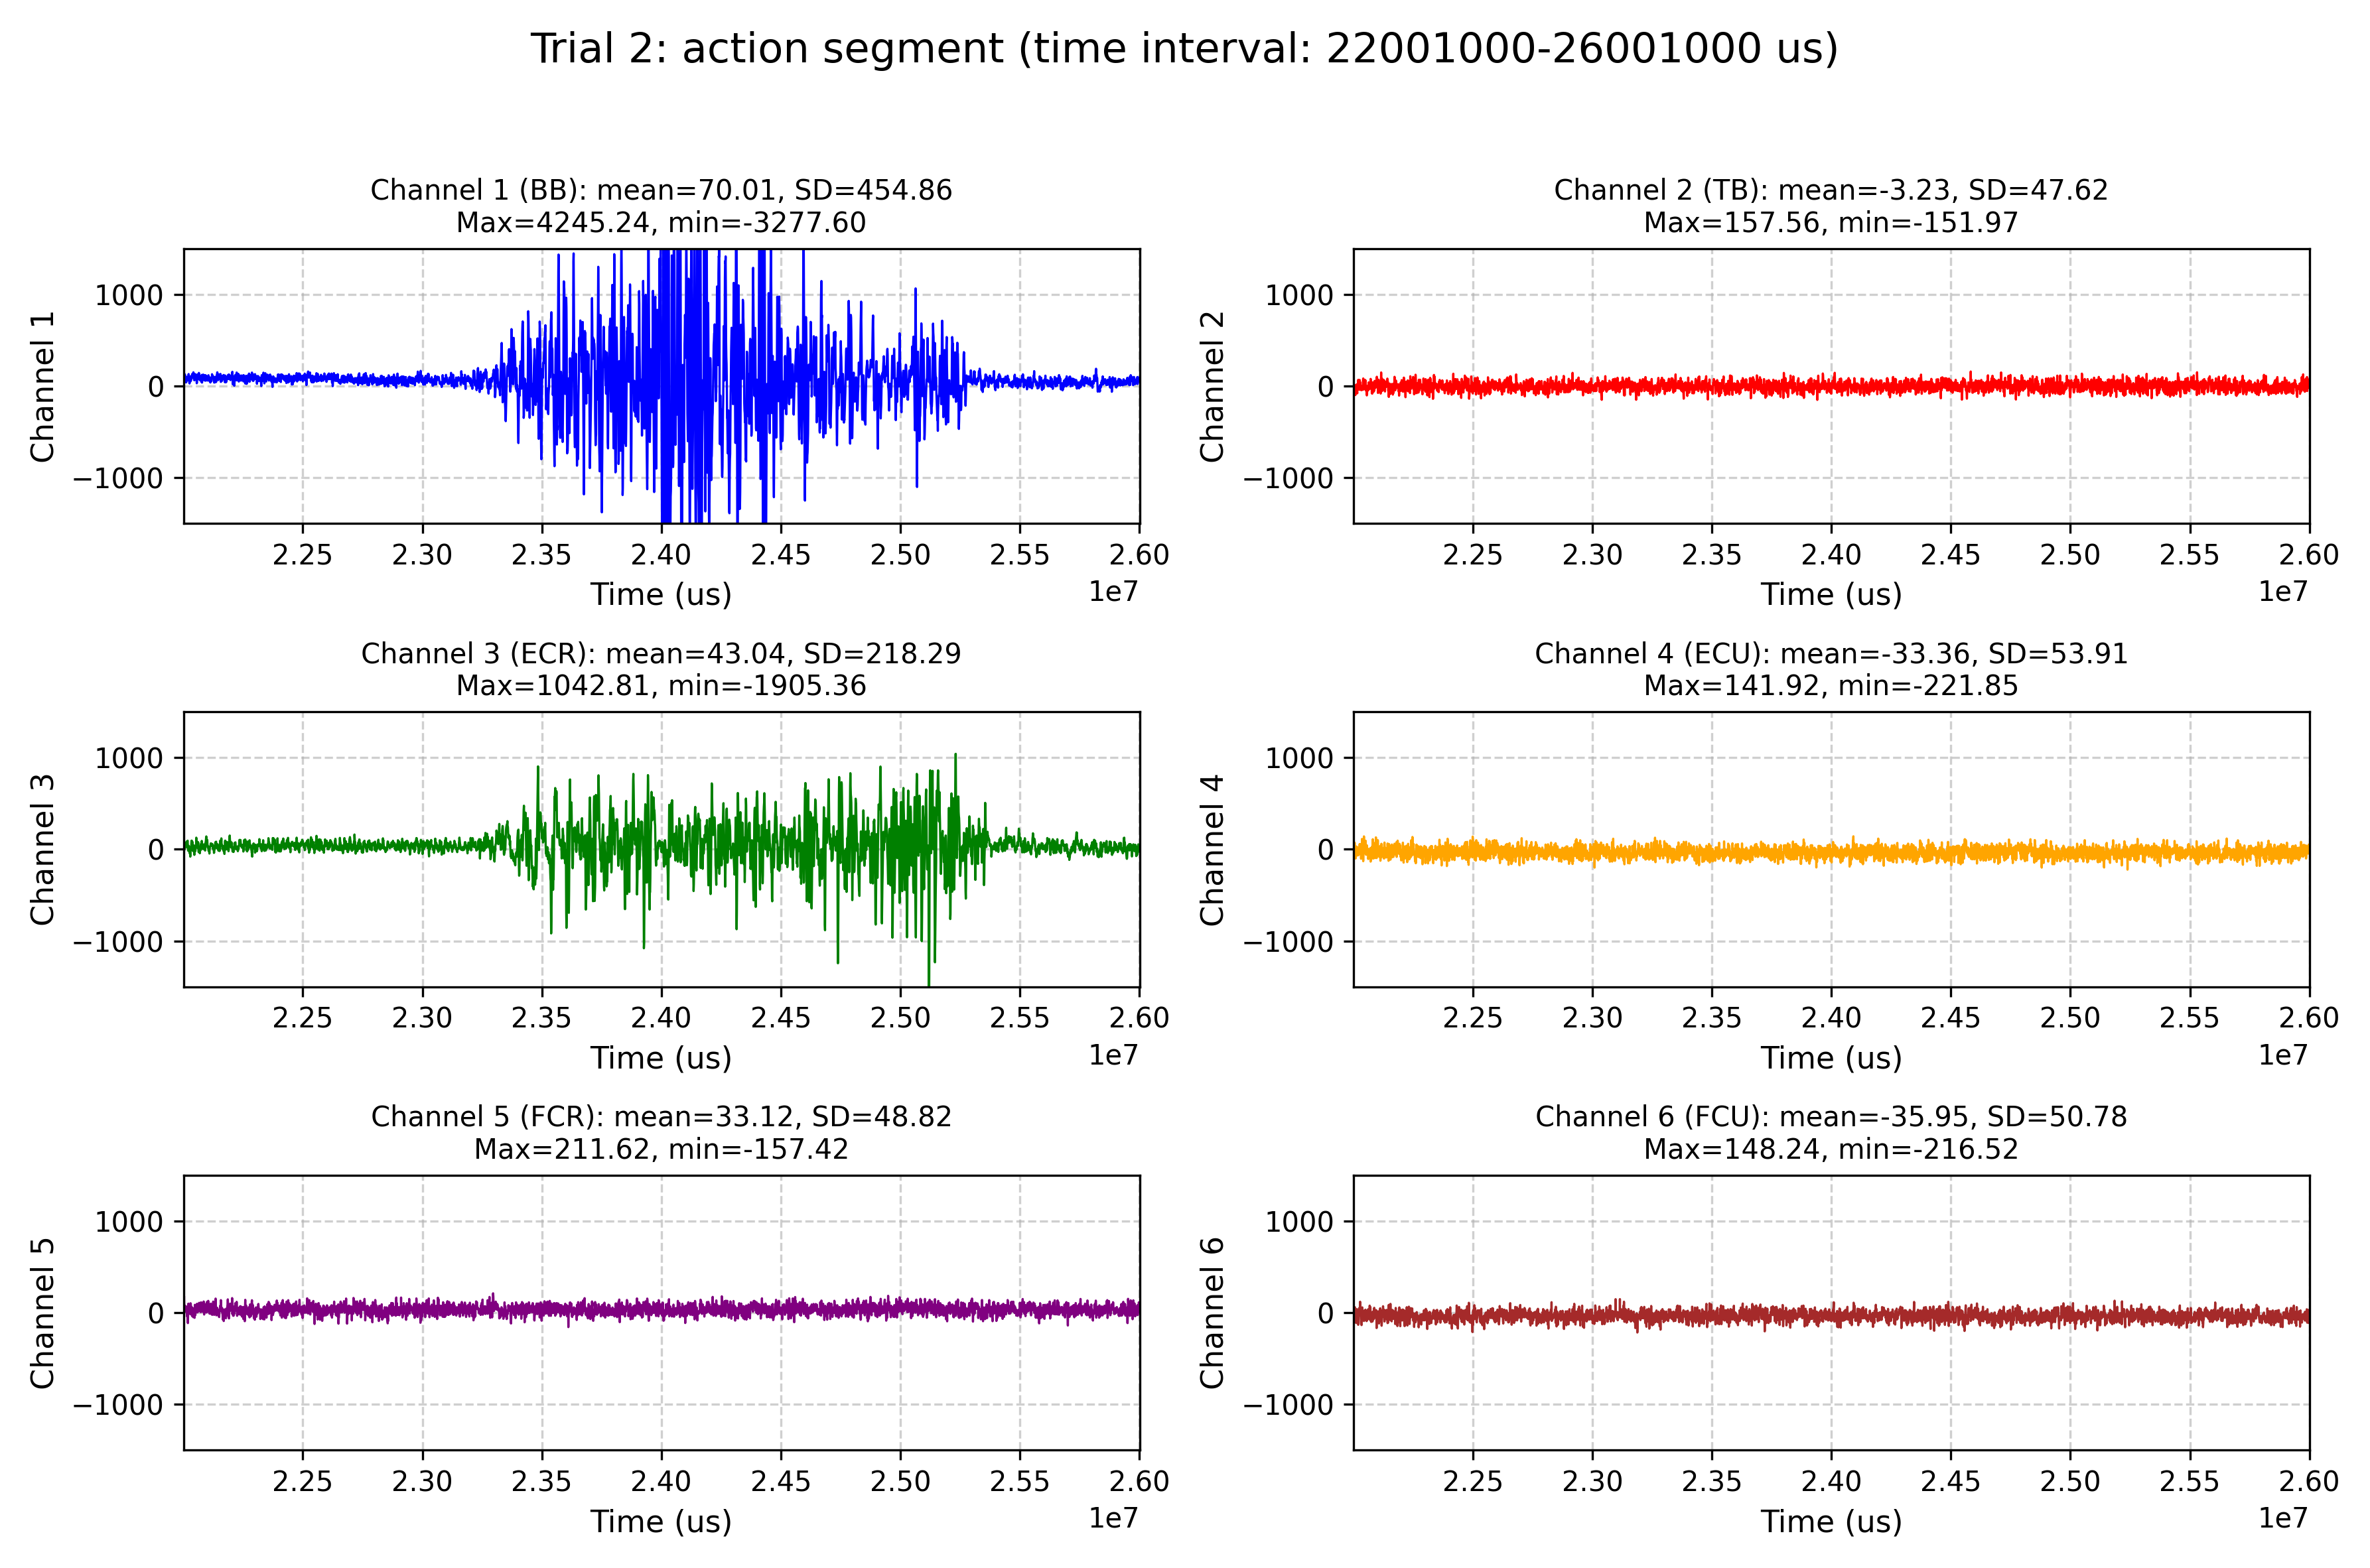 Trial 2: action segment (time interval: 22001000-26001000 us)
Channel 1 (BB): mean=70.01, SD=454.86
Max=4245.24, min=-3277.60
Channel 1
1000
0
−1000
2.25 2.30 2.35 2.40 2.45 2.50 2.55 2.60
1e7
Time (us)
Channel 2 (TB): mean=-3.23, SD=47.62
Max=157.56, min=-151.97
Channel 2
1000
0
−1000
2.25 2.30 2.35 2.40 2.45 2.50 2.55 2.60
1e7
Time (us)
Channel 3 (ECR): mean=43.04, SD=218.29
Max=1042.81, min=-1905.36
Channel 3
1000
0
−1000
2.25 2.30 2.35 2.40 2.45 2.50 2.55 2.60
1e7
Time (us)
Channel 4 (ECU): mean=-33.36, SD=53.91
Max=141.92, min=-221.85
Channel 4
1000
0
−1000
2.25 2.30 2.35 2.40 2.45 2.50 2.55 2.60
1e7
Time (us)
Channel 5 (FCR): mean=33.12, SD=48.82
Max=211.62, min=-157.42
Channel 5
1000
0
−1000
2.25 2.30 2.35 2.40 2.45 2.50 2.55 2.60
1e7
Time (us)
Channel 6 (FCU): mean=-35.95, SD=50.78
Max=148.24, min=-216.52
Channel 6
1000
0
−1000
2.25 2.30 2.35 2.40 2.45 2.50 2.55 2.60
1e7
Time (us)